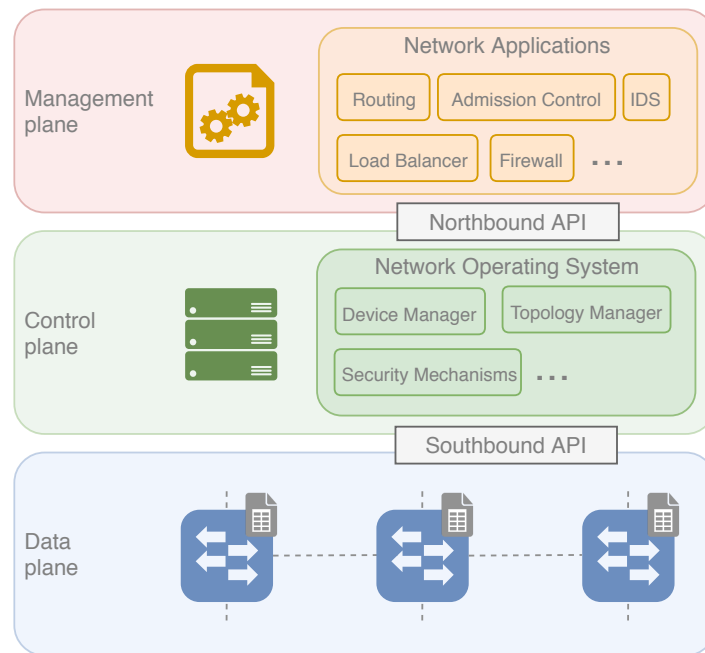 Network Applications
Management
plane
Routing
Admission Control
IDS
Load Balancer
Firewall
...
Northbound API
Network Operating System
Control
plane
Device Manager
Topology Manager
Security Mechanisms
...
Southbound API
Data
plane